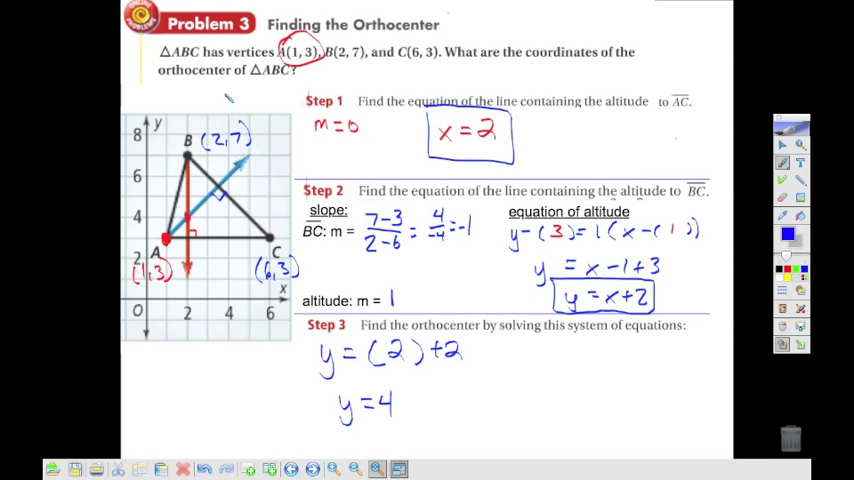 ONLINE
PROBLEMS
Problem 3 Finding the Orthocenter
△ABC has vertices A(1, 3), B(2, 7), and C(6, 3). What are the coordinates of the
orthocenter of △ABC?
Step 1 Find the equation of the line containing the altitude to AC.
m = 0
x = 2
Step 2 Find the equation of the line containing the altitude to BC.
slope:
BC: m = 7-3 / 2-6 = 4 / -4 = -1
altitude: m = 1
equation of altitude
y - (3) = 1(x - (1))
y = x - 1 + 3
y = x + 2
Step 3 Find the orthocenter by solving this system of equations:
y = (2) + 2
y = 4
y
8
B (2, 7)
6
4
A
C
2
(1, 3)
(6, 3)
x
O 2 4 6